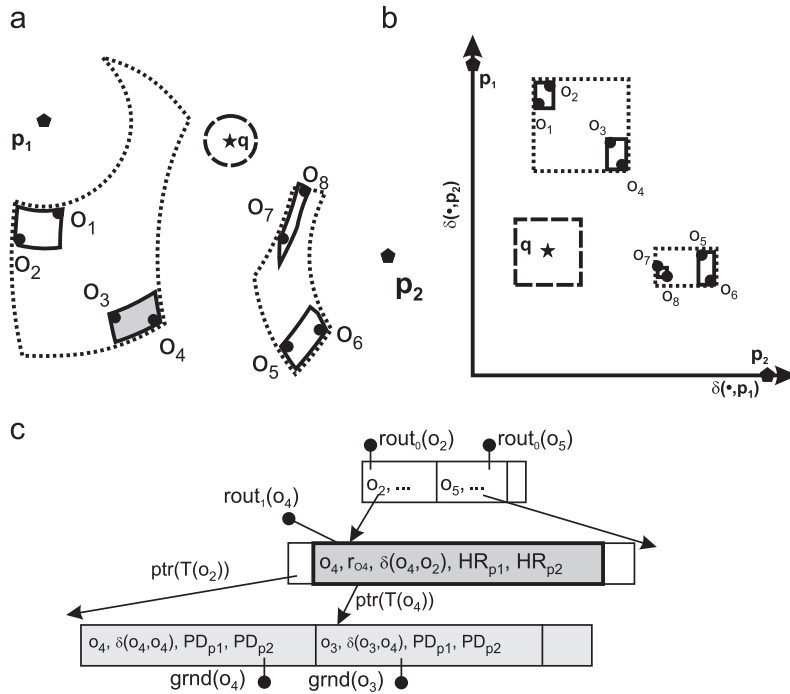 a
p1
q
o1
o2
o3
o4
o7
o8
o5
o6
p2
b
p1
δ(•,p2)
o2
o1
o3
o4
q
o7
o8
o5
o6
p2
δ(•,p1)
c
rout0(o2) rout0(o5)
o2, ... o5, ...
rout1(o4)
ptr(T(o2))
o4, rO4, δ(o4,o2), HRp1, HRp2
ptr(T(o4))
o4, δ(o4,o4), PDp1, PDp2 o3, δ(o3,o4), PDp1, PDp2
grnd(o4) grnd(o3)